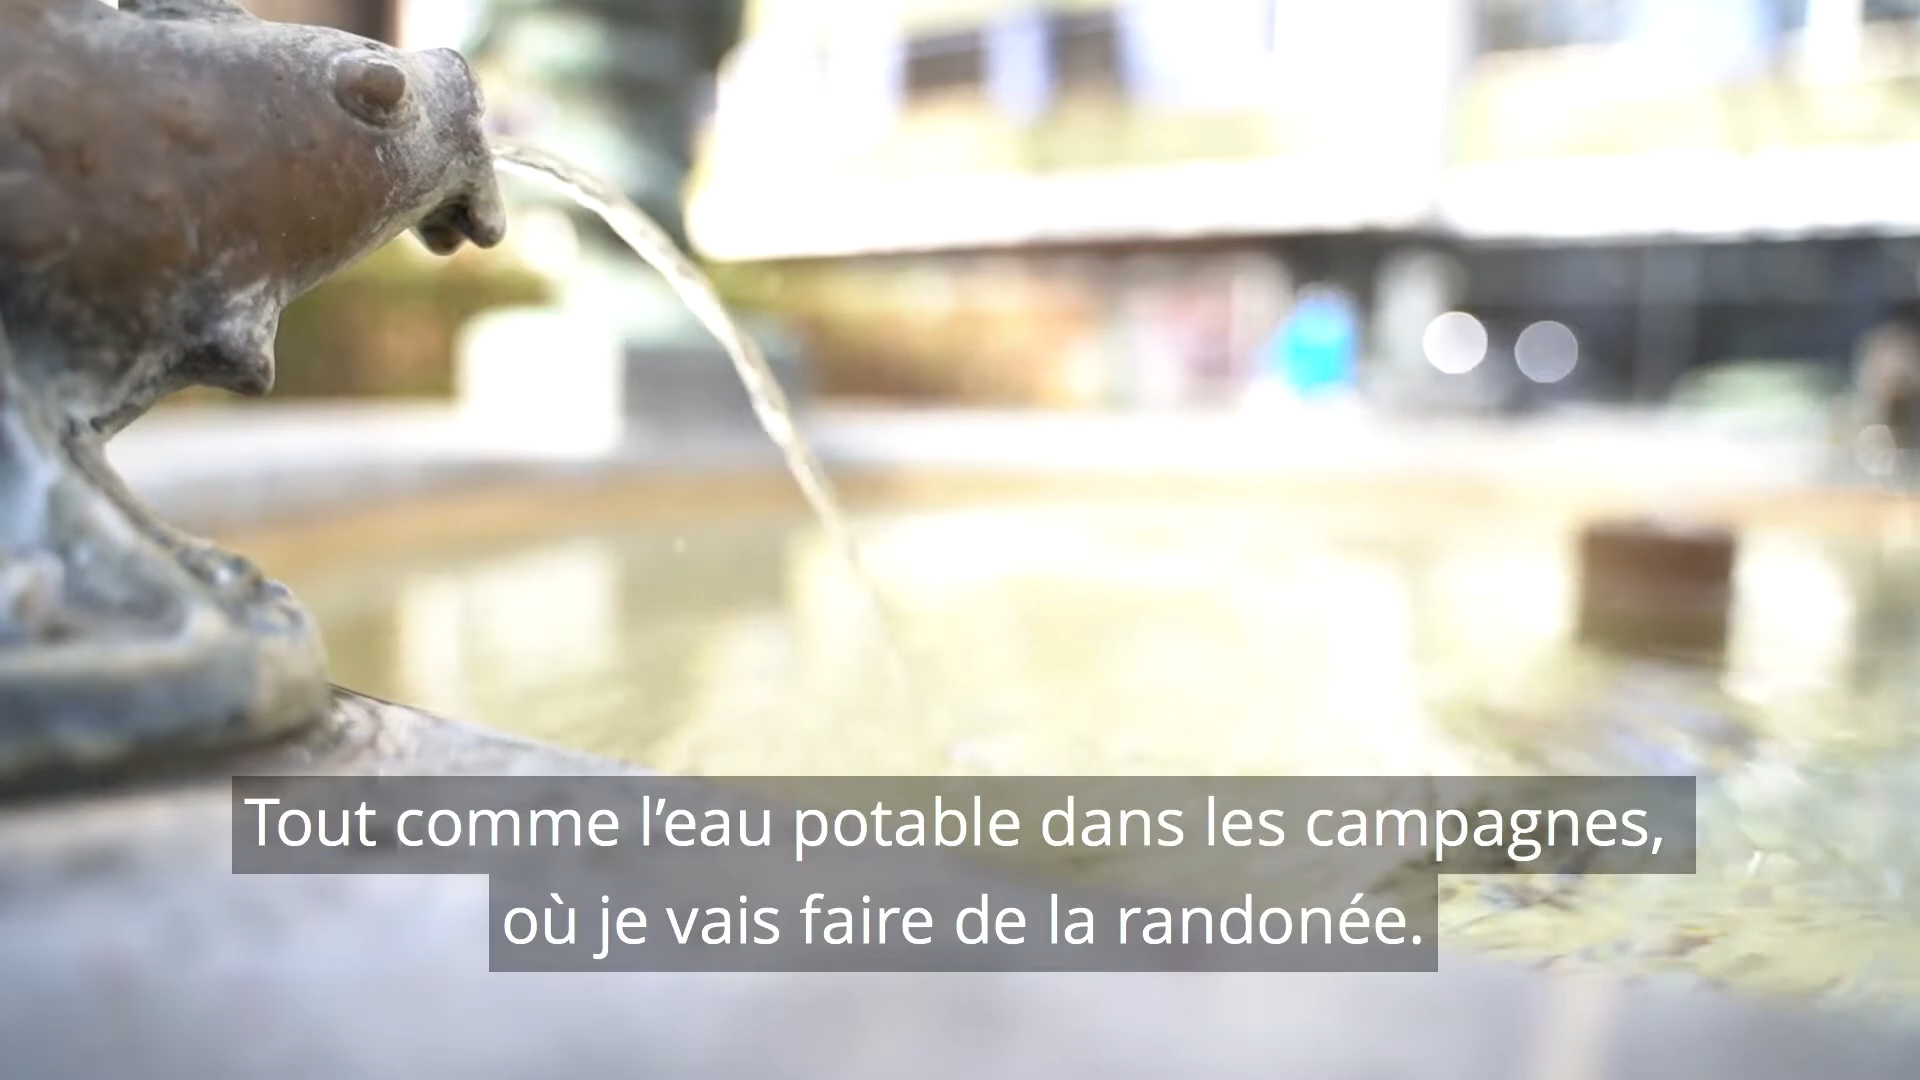 Tout comme l’eau potable dans les campagnes,
où je vais faire de la randonée.